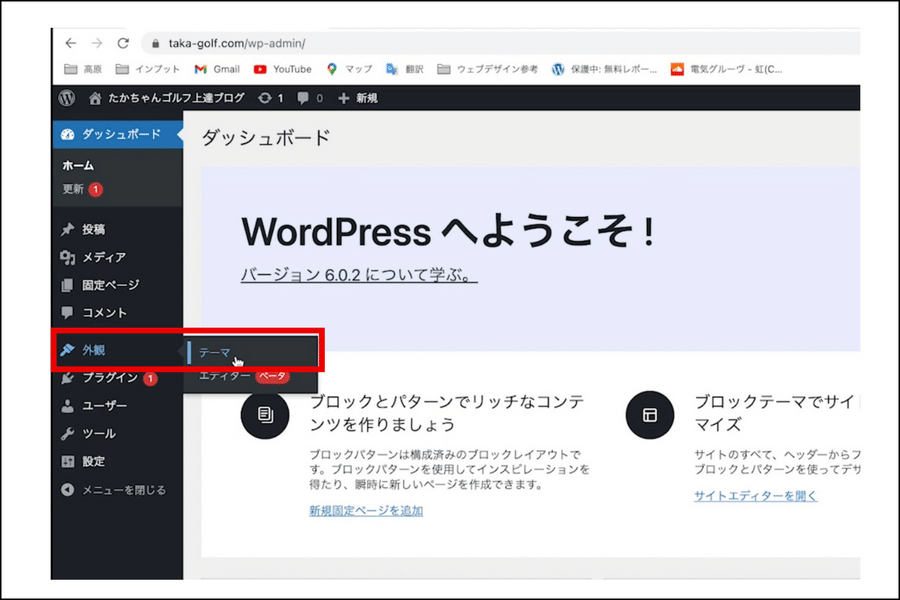 taka-golf.com/wp-admin/
高原 インプット Gmail YouTube マップ 翻訳 ウェブデザイン参考 保護中: 無料レポー... 電気グルーヴ - 虹(C...
たかちゃんゴルフ上達ブログ 1 0 新規
ダッシュボード
ダッシュボード
ホーム
更新 1
WordPress へようこそ !
バージョン 6.0.2 について学ぶ。
投稿
メディア
固定ページ
コメント
外観
テーマ
エディター ベータ
プラグイン 1
ユーザー
ツール
設定
メニューを閉じる
ブロックとパターンでリッチなコンテ
ンツを作りましょう
ブロックパターンは構成済みのブロックレイアウトで
す。ブロックパターンを使用してインスピレーションを
得たり、瞬時に新しいページを作成できます。
新規固定ページを追加
ブロックテーマでサイト
マイズ
サイトのすべて、ヘッダーからフ
ブロックとパターンを使ってデサ
サイトエディターを開く